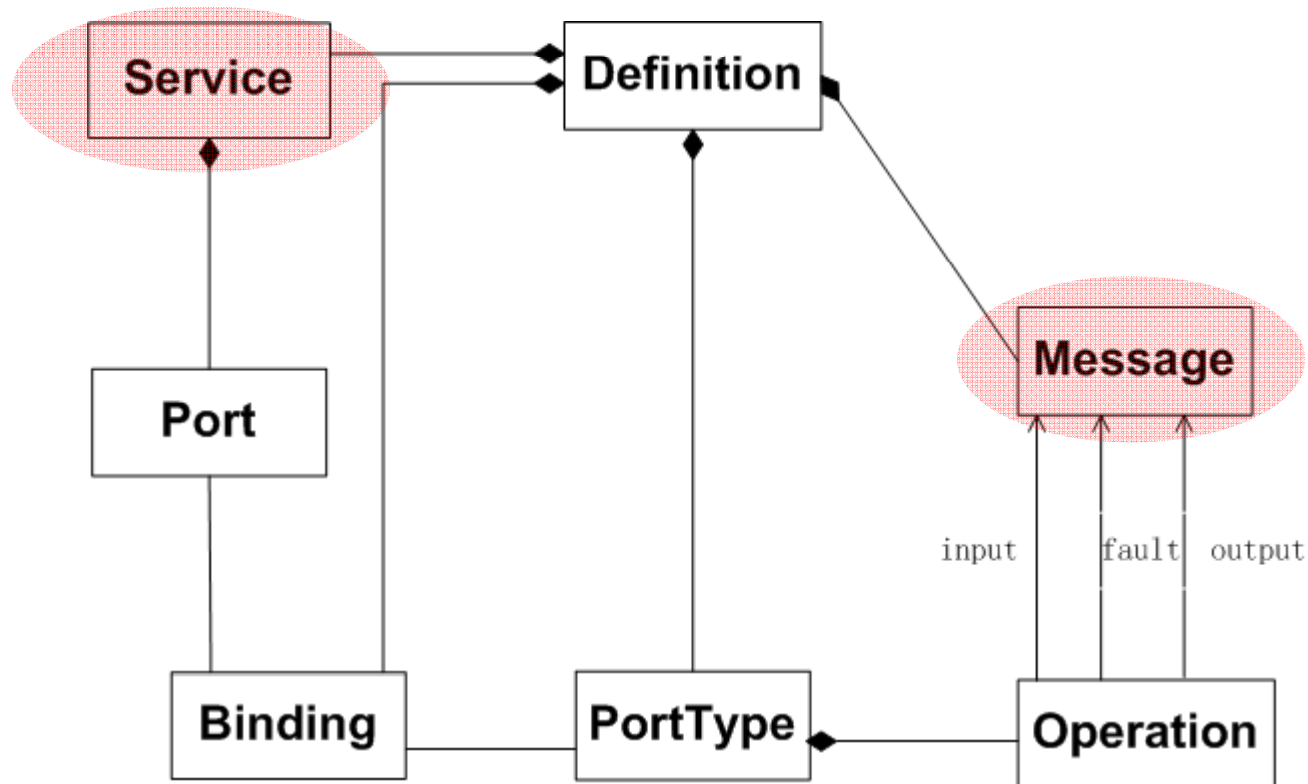 Service
Definition
Message
Port
input
fault
output
Binding
PortType
Operation